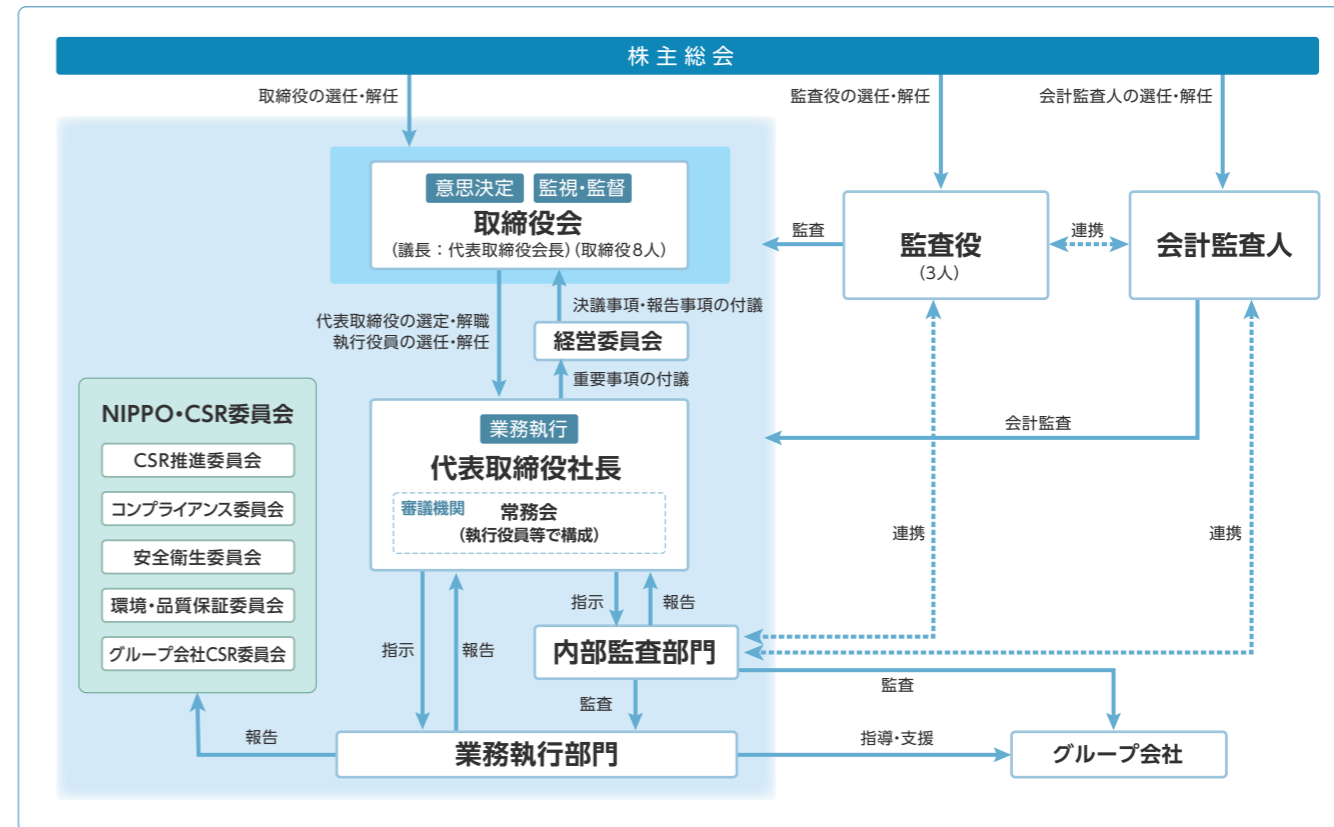 株主総会
取締役の選任・解任
監査役の選任・解任
会計監査人の選任・解任
意思決定
監視・監督
取締役会
(議長：代表取締役会長)(取締役8人)
監査
監査役
(3人)
連携
会計監査人
代表取締役の選定・解職
執行役員の選任・解任
決議事項・報告事項の付議
経営委員会
重要事項の付議
NIPPO・CSR委員会
CSR推進委員会
コンプライアンス委員会
安全衛生委員会
環境・品質保証委員会
グループ会社CSR委員会
業務執行
代表取締役社長
審議機関
常務会
(執行役員等で構成)
会計監査
連携
連携
指示
報告
指示
報告
内部監査部門
監査
監査
報告
業務執行部門
指導・支援
グループ会社